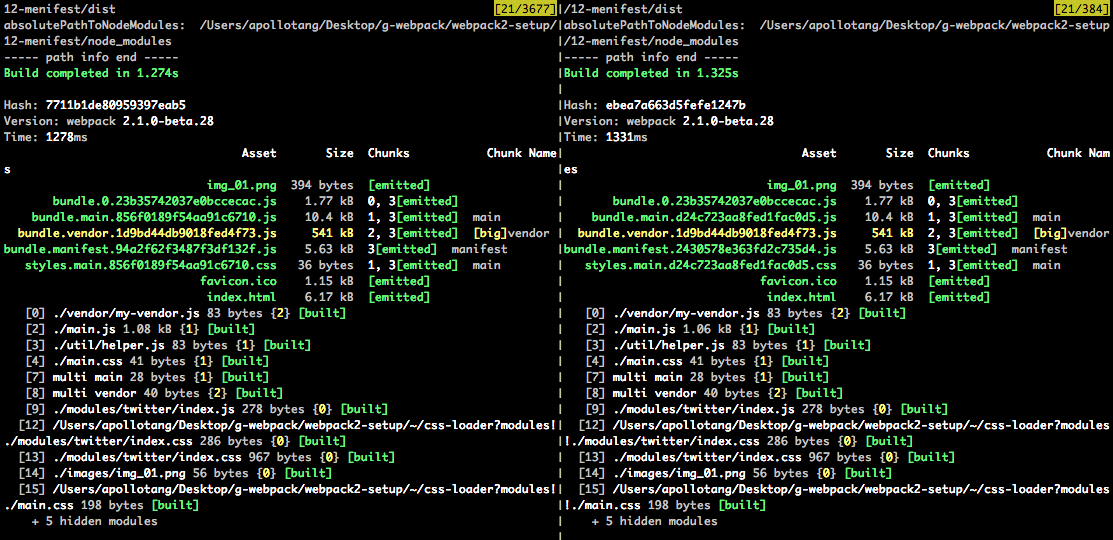 12-menifest/dist [21/3677]
absolutePathToNodeModules:  /Users/apollotang/Desktop/g-webpack/webpack2-setup/
12-menifest/node_modules
----- path info end -----
Build completed in 1.274s
Hash: 7711b1de80959397eab5
Version: webpack 2.1.0-beta.28
Time: 1278ms
Asset Size Chunks Chunk Name
s
img_01.png 394 bytes [emitted]
bundle.0.23b35742037e0bccecac.js 1.77 kB 0, 3[emitted]
bundle.main.856f0189f54aa91c6710.js 10.4 kB 1, 3[emitted] main
bundle.vendor.1d9bd44db9018fed4f73.js 541 kB 2, 3[emitted] [big]vendor
bundle.manifest.94a2f62f3487f3df132f.js 5.63 kB 3[emitted] manifest
styles.main.856f0189f54aa91c6710.css 36 bytes 1, 3[emitted] main
favicon.ico 1.15 kB [emitted]
index.html 6.17 kB [emitted]
[0] ./vendor/my-vendor.js 83 bytes {2} [built]
[2] ./main.js 1.08 kB {1} [built]
[3] ./util/helper.js 83 bytes {1} [built]
[4] ./main.css 41 bytes {1} [built]
[7] multi main 28 bytes {1} [built]
[8] multi vendor 40 bytes {2} [built]
[9] ./modules/twitter/index.js 278 bytes {0} [built]
[12] /Users/apollotang/Desktop/g-webpack/webpack2-setup/~/css-loader?modules!
./modules/twitter/index.css 286 bytes {0} [built]
[13] ./modules/twitter/index.css 967 bytes {0} [built]
[14] ./images/img_01.png 56 bytes {0} [built]
[15] /Users/apollotang/Desktop/g-webpack/webpack2-setup/~/css-loader?modules!
./main.css 198 bytes {1} [built]
+ 5 hidden modules
/12-menifest/dist [21/384]
absolutePathToNodeModules:  /Users/apollotang/Desktop/g-webpack/webpack2-setup
/12-menifest/node_modules
----- path info end -----
Build completed in 1.325s
Hash: ebea7a663d5fefe1247b
Version: webpack 2.1.0-beta.28
Time: 1331ms
Asset Size Chunks Chunk Nam
es
img_01.png 394 bytes [emitted]
bundle.0.23b35742037e0bccecac.js 1.77 kB 0, 3[emitted]
bundle.main.d24c723aa8fed1fac0d5.js 10.4 kB 1, 3[emitted] main
bundle.vendor.1d9bd44db9018fed4f73.js 541 kB 2, 3[emitted] [big]vendor
bundle.manifest.2430578e363fd2c735d4.js 5.63 kB 3[emitted] manifest
styles.main.d24c723aa8fed1fac0d5.css 36 bytes 1, 3[emitted] main
favicon.ico 1.15 kB [emitted]
index.html 6.17 kB [emitted]
[0] ./vendor/my-vendor.js 83 bytes {2} [built]
[2] ./main.js 1.06 kB {1} [built]
[3] ./util/helper.js 83 bytes {1} [built]
[4] ./main.css 41 bytes {1} [built]
[7] multi main 28 bytes {1} [built]
[8] multi vendor 40 bytes {2} [built]
[9] ./modules/twitter/index.js 278 bytes {0} [built]
[12] /Users/apollotang/Desktop/g-webpack/webpack2-setup/~/css-loader?modules
!./modules/twitter/index.css 286 bytes {0} [built]
[13] ./modules/twitter/index.css 967 bytes {0} [built]
[14] ./images/img_01.png 56 bytes {0} [built]
[15] /Users/apollotang/Desktop/g-webpack/webpack2-setup/~/css-loader?modules
!./main.css 198 bytes {1} [built]
+ 5 hidden modules